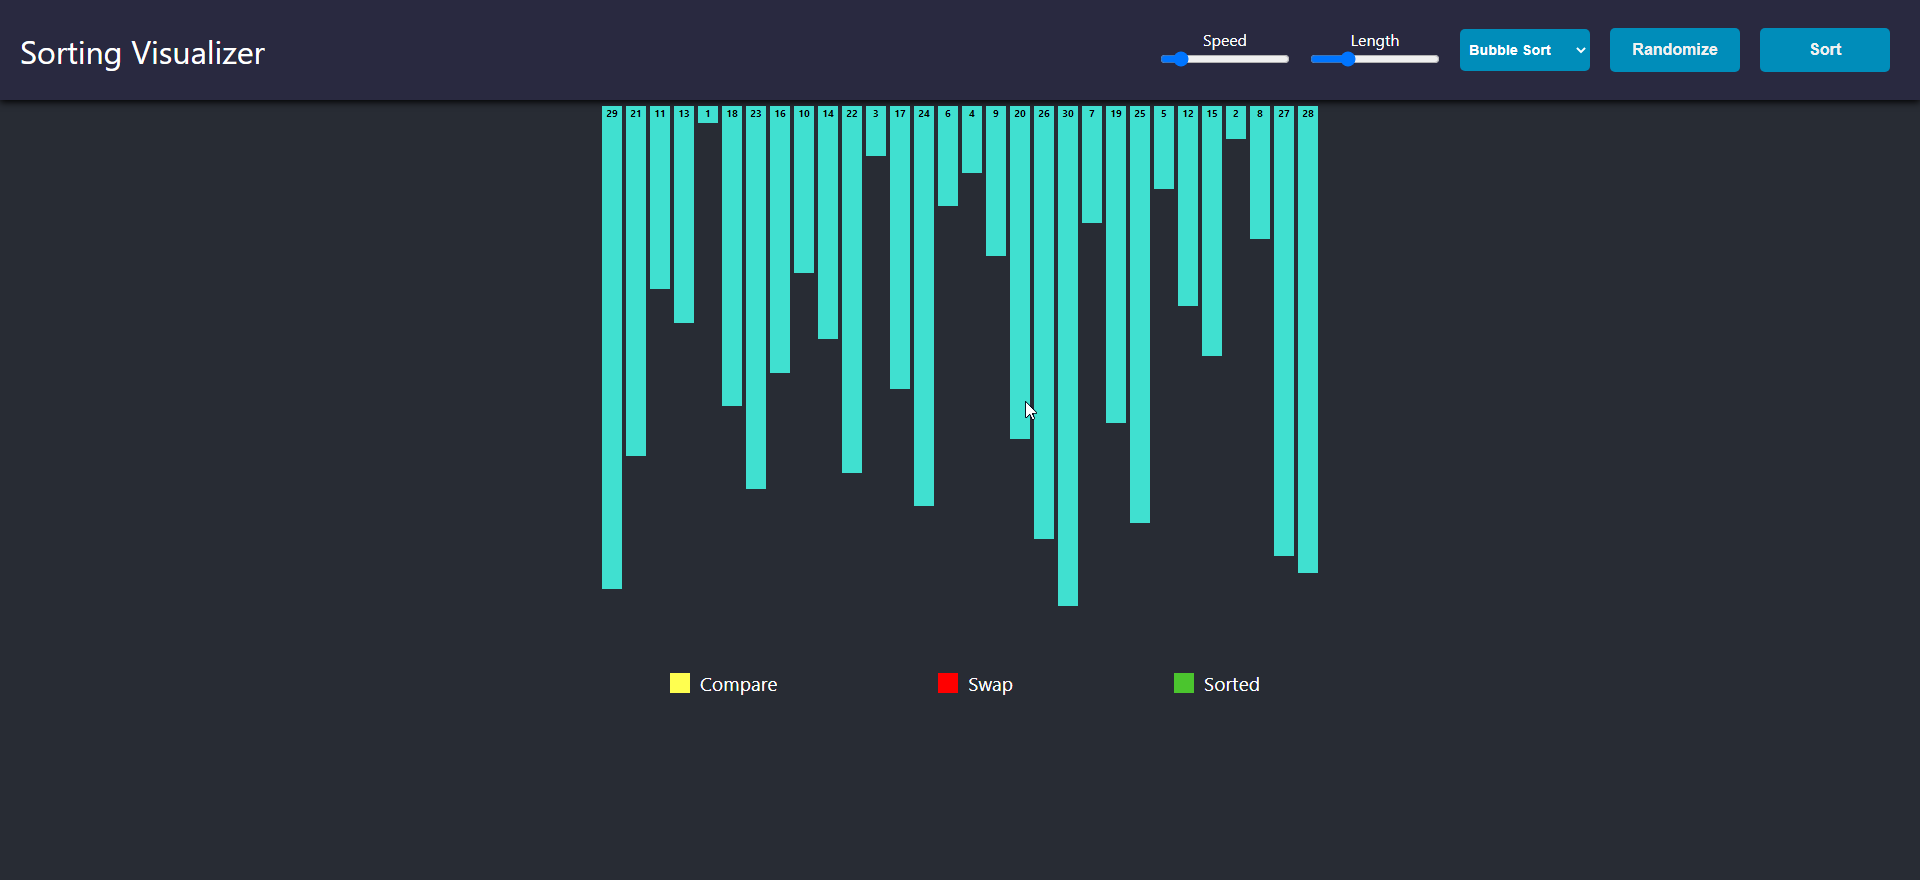 Sorting Visualizer
Speed
Length
Bubble Sort
Randomize
Sort
29 21 11 13 1 18 23 16 10 14 22 3 17 24 6 4 9 20 26 30 7 19 25 5 12 15 2 8 27 28
Compare
Swap
Sorted